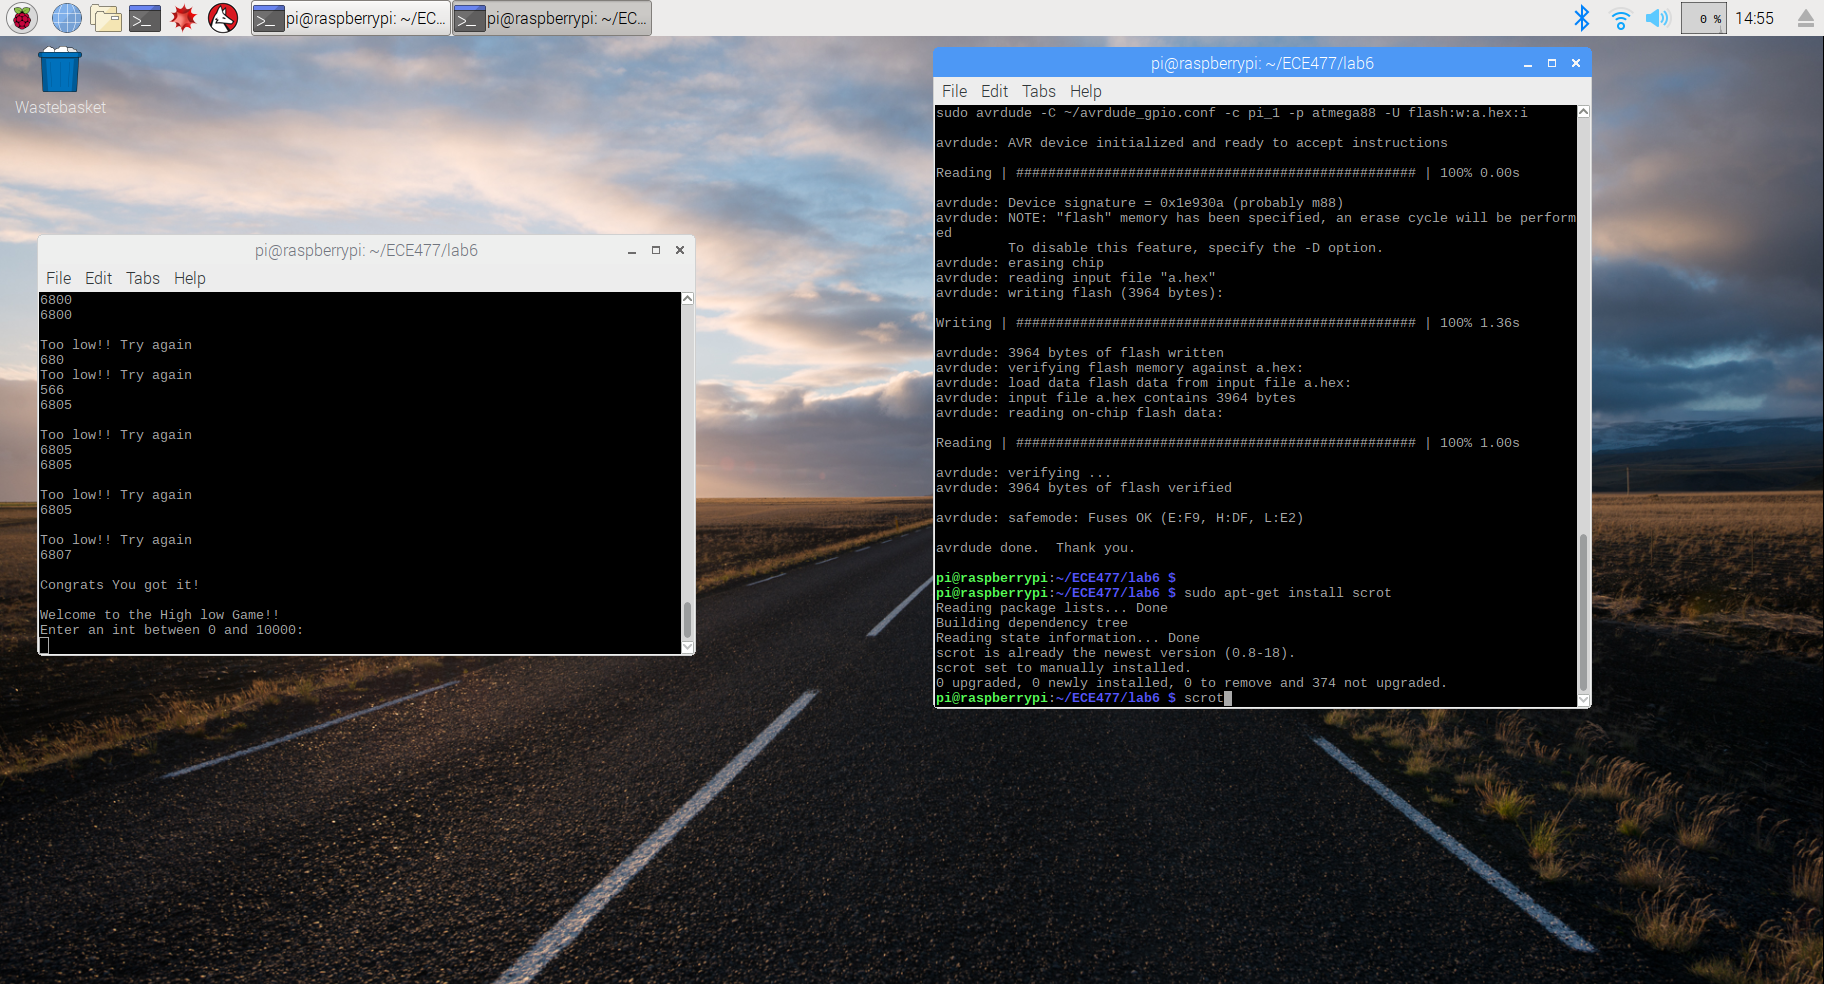 pi@raspberrypi: ~/EC...
pi@raspberrypi: ~/EC...
0 %
14:55
Wastebasket
pi@raspberrypi: ~/ECE477/lab6
File Edit Tabs Help
6800
6800
Too low!! Try again
680
Too low!! Try again
566
6805
Too low!! Try again
6805
6805
Too low!! Try again
6805
Too low!! Try again
6807
Congrats You got it!
Welcome to the High low Game!!
Enter an int between 0 and 10000:
pi@raspberrypi: ~/ECE477/lab6
File Edit Tabs Help
sudo avrdude -C ~/avrdude_gpio.conf -c pi_1 -p atmega88 -U flash:w:a.hex:i
avrdude: AVR device initialized and ready to accept instructions
Reading | ################################################## | 100% 0.00s
avrdude: Device signature = 0x1e930a (probably m88)
avrdude: NOTE: "flash" memory has been specified, an erase cycle will be perform
ed
To disable this feature, specify the -D option.
avrdude: erasing chip
avrdude: reading input file "a.hex"
avrdude: writing flash (3964 bytes):
Writing | ################################################## | 100% 1.36s
avrdude: 3964 bytes of flash written
avrdude: verifying flash memory against a.hex:
avrdude: load data flash data from input file a.hex:
avrdude: input file a.hex contains 3964 bytes
avrdude: reading on-chip flash data:
Reading | ################################################## | 100% 1.00s
avrdude: verifying ...
avrdude: 3964 bytes of flash verified
avrdude: safemode: Fuses OK (E:F9, H:DF, L:E2)
avrdude done.  Thank you.
pi@raspberrypi:~/ECE477/lab6 $
pi@raspberrypi:~/ECE477/lab6 $ sudo apt-get install scrot
Reading package lists... Done
Building dependency tree
Reading state information... Done
scrot is already the newest version (0.8-18).
scrot set to manually installed.
0 upgraded, 0 newly installed, 0 to remove and 374 not upgraded.
pi@raspberrypi:~/ECE477/lab6 $ scrot